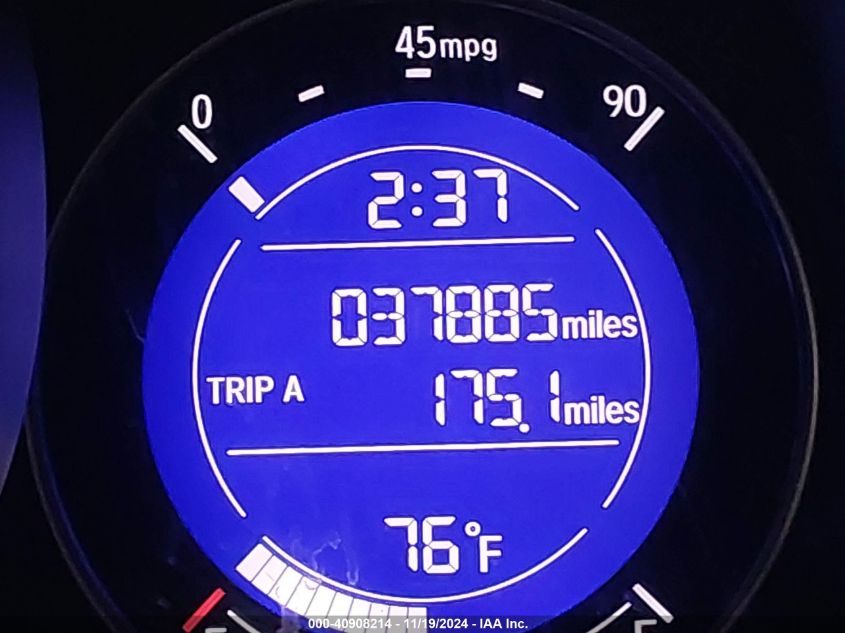 45mpg
0 90
2:37
037885miles
TRIP A 175.1miles
76°F
000-40908214 - 11/19/2024 - IAA Inc.